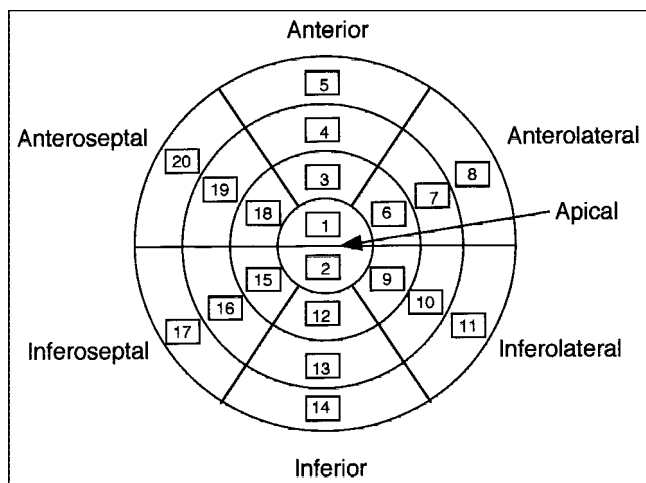 Anterior
5
Anteroseptal
4
Anterolateral
20
3
8
19
7
18
6
Apical
1
2
15
9
16
12
10
17
11
Inferoseptal
13
Inferolateral
14
Inferior